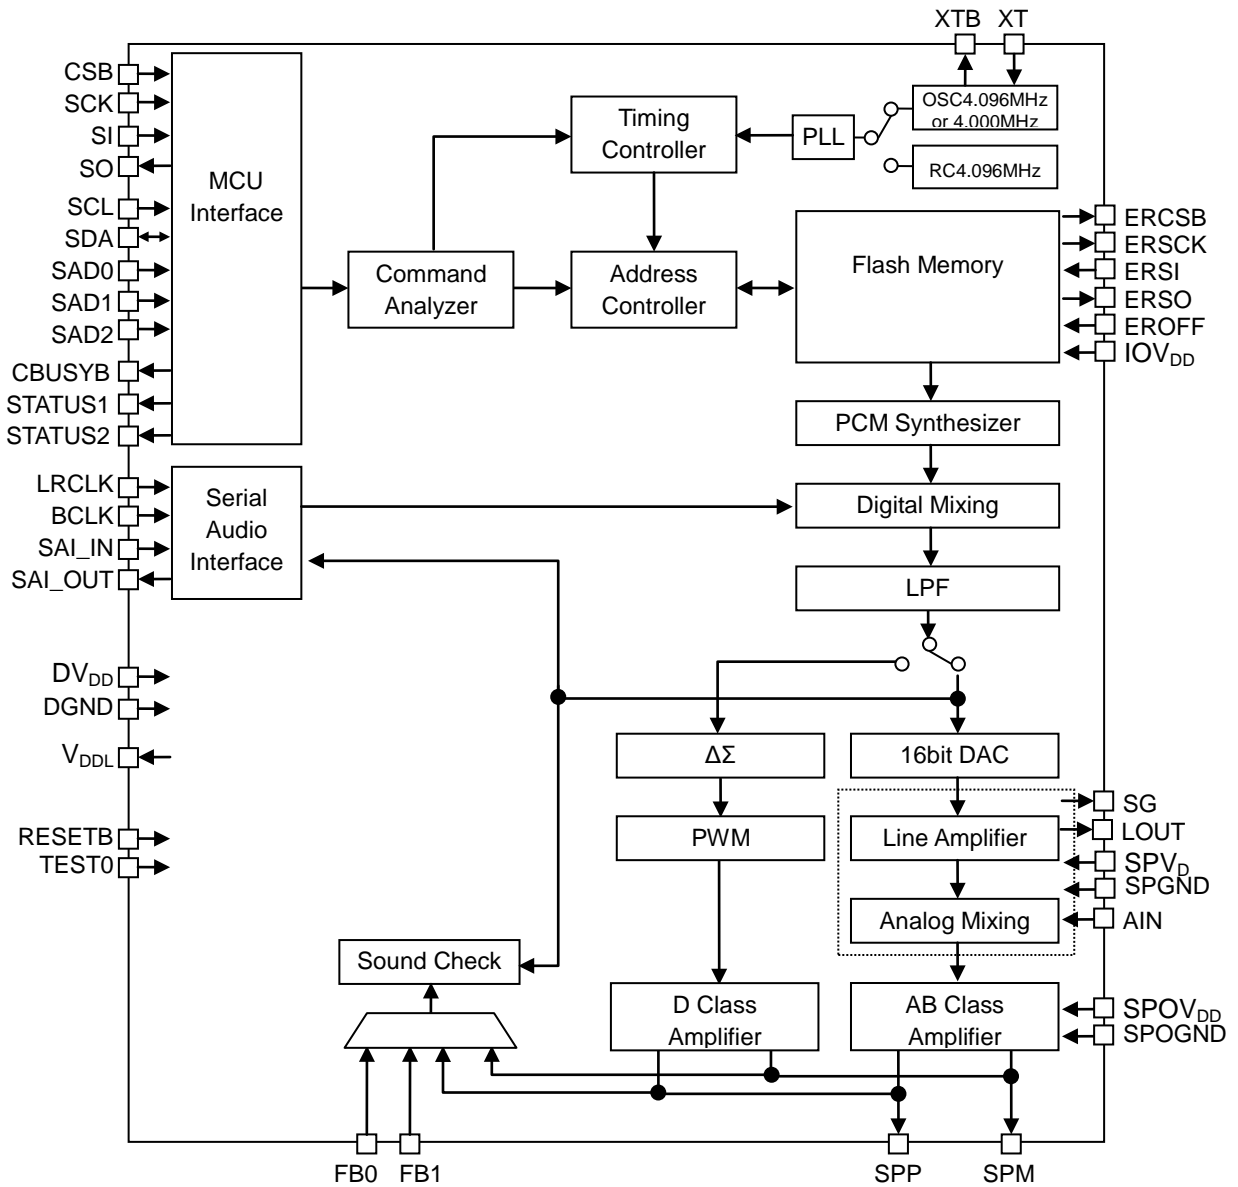 XTB XT
CSB
SCK
SI
SO
SCL
SDA
SAD0
SAD1
SAD2
CBUSYB
STATUS1
STATUS2
LRCLK
BCLK
SAI_IN
SAI_OUT
DVDD
DGND
VDDL
RESETB
TEST0
MCU
Interface
Serial
Audio
Interface
Command
Analyzer
Timing
Controller
Address
Controller
PLL
OSC4.096MHz
or 4.000MHz
RC4.096MHz
Flash Memory
PCM Synthesizer
Digital Mixing
LPF
ΔΣ
PWM
16bit DAC
Line Amplifier
Analog Mixing
Sound Check
D Class
Amplifier
AB Class
Amplifier
ERCSB
ERSCK
ERSI
ERSO
EROFF
IOVDD
SG
LOUT
SPVD
SPGND
AIN
SPOVDD
SPOGND
FB0 FB1
SPP SPM